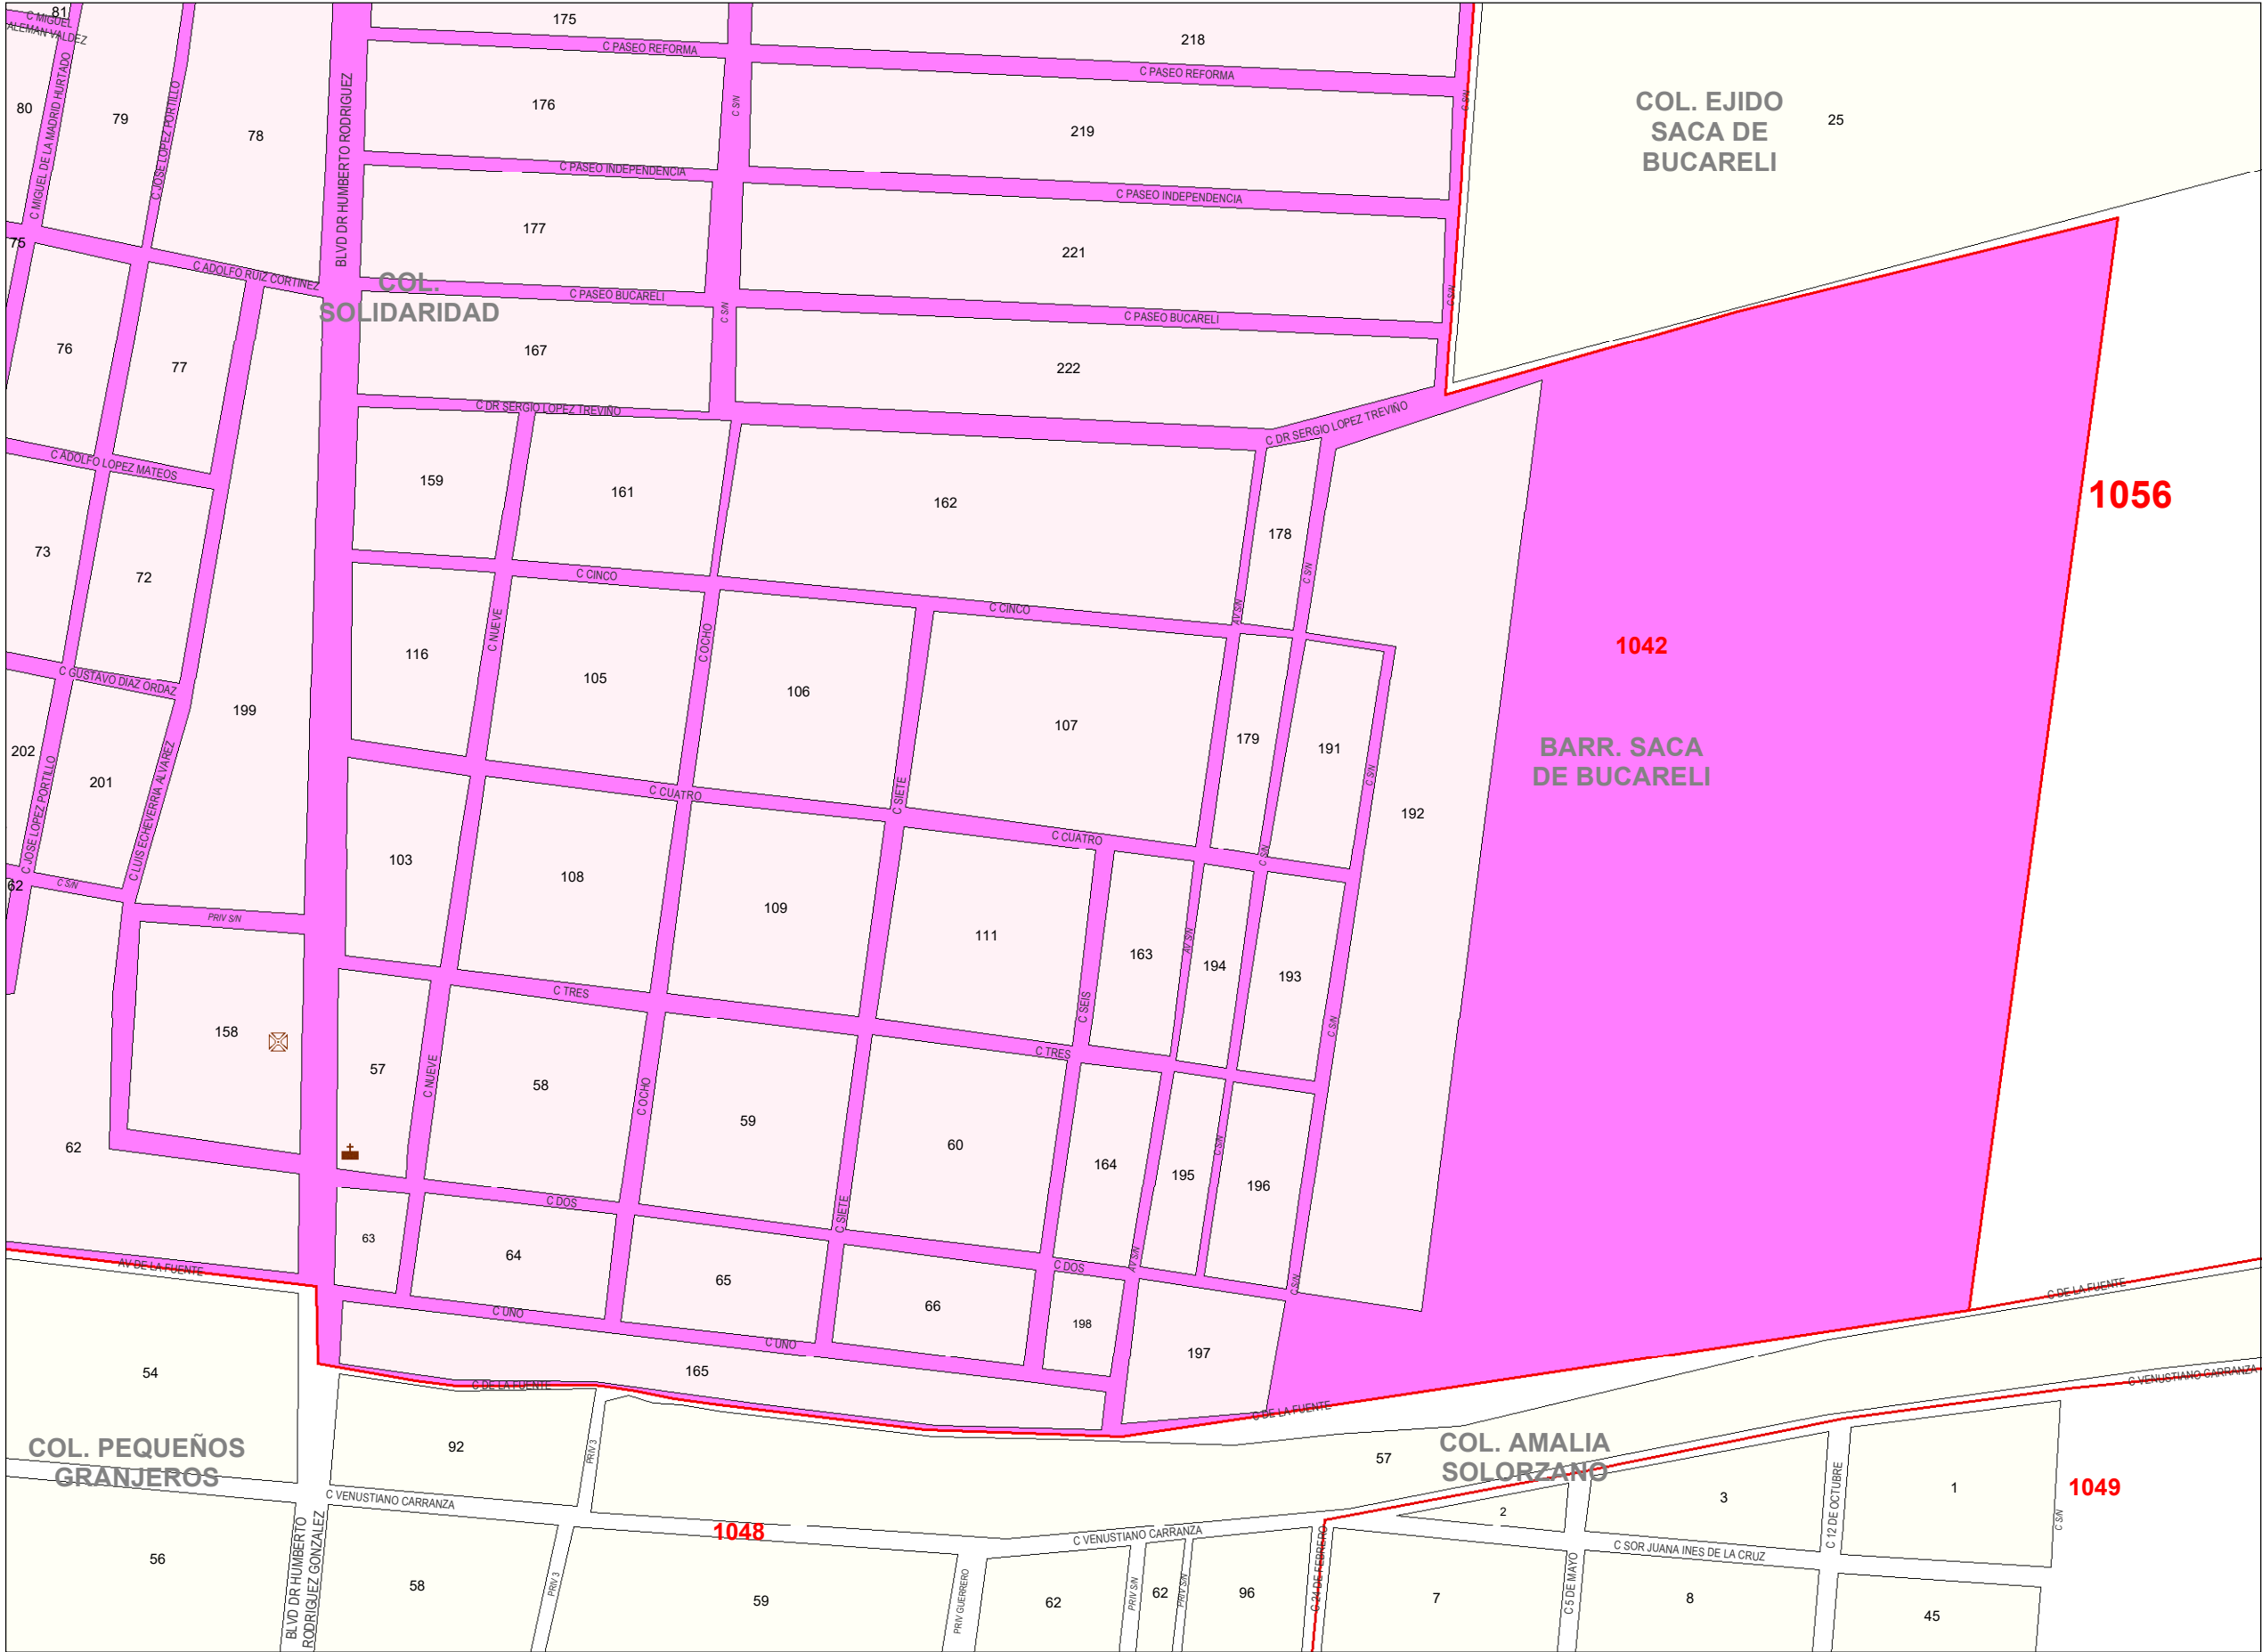 81
C MIGUEL
ALEMAN VALDEZ
175
218
C PASEO REFORMA
C PASEO REFORMA
80
79
78
C MIGUEL DE LA MADRID HURTADO
C JOSE LOPEZ PORTILLO
BLVD DR HUMBERTO RODRIGUEZ
176
C S/N
219
C S/N
COL. EJIDO
SACA DE
BUCARELI
25
C PASEO INDEPENDENCIA
C PASEO INDEPENDENCIA
75
177
221
C ADOLFO RUIZ CORTINEZ
COL.
SOLIDARIDAD
C PASEO BUCARELI
C S/N
C PASEO BUCARELI
C S/N
76
77
167
222
C DR SERGIO LOPEZ TREVIÑO
C DR SERGIO LOPEZ TREVIÑO
C ADOLFO LOPEZ MATEOS
159
161
162
178
1056
73
72
C CINCO
C CINCO
AV S/N
C S/N
116
C NUEVE
105
C OCHO
106
107
1042
C GUSTAVO DIAZ ORDAZ
199
202
201
179
191
C S/N
BARR. SACA
DE BUCARELI
C JOSE LOPEZ PORTILLO
C LUIS ECHEVERRIA ALVAREZ
C CUATRO
C SIETE
C CUATRO
192
C S/N
62
C S/N
103
108
109
111
163
AV S/N
194
193
PRIV S/N
158
C TRES
C SEIS
C TRES
C S/N
57
C NUEVE
58
C OCHO
59
60
164
195
C S/N
196
62
C DOS
C SIETE
C DOS
AV S/N
C S/N
63
64
65
66
198
197
AV DE LA FUENTE
C UNO
C UNO
C DE LA FUENTE
54
165
C DE LA FUENTE
C DE LA FUENTE
C VENUSTIANO CARRANZA
COL. PEQUEÑOS
GRANJEROS
92
PRIV 3
57
COL. AMALIA
SOLORZANO
C VENUSTIANO CARRANZA
1048
C VENUSTIANO CARRANZA
2
3
C 12 DE OCTUBRE
1
1049
C S/N
C SOR JUANA INES DE LA CRUZ
56
BLVD DR HUMBERTO
RODRIGUEZ GONZALEZ
58
PRIV 3
59
PRIV GUERRERO
62
PRIV S/N
62
PRIV S/N
96
C 24 DE FEBRERO
7
C 5 DE MAYO
8
45